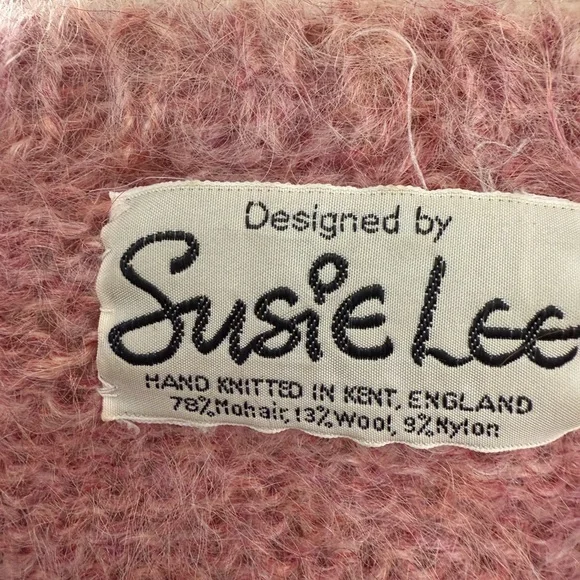 Designed by
Susie Lee
HAND KNITTED IN KENT, ENGLAND
78% Mohair, 13% Wool, 9% Nylon